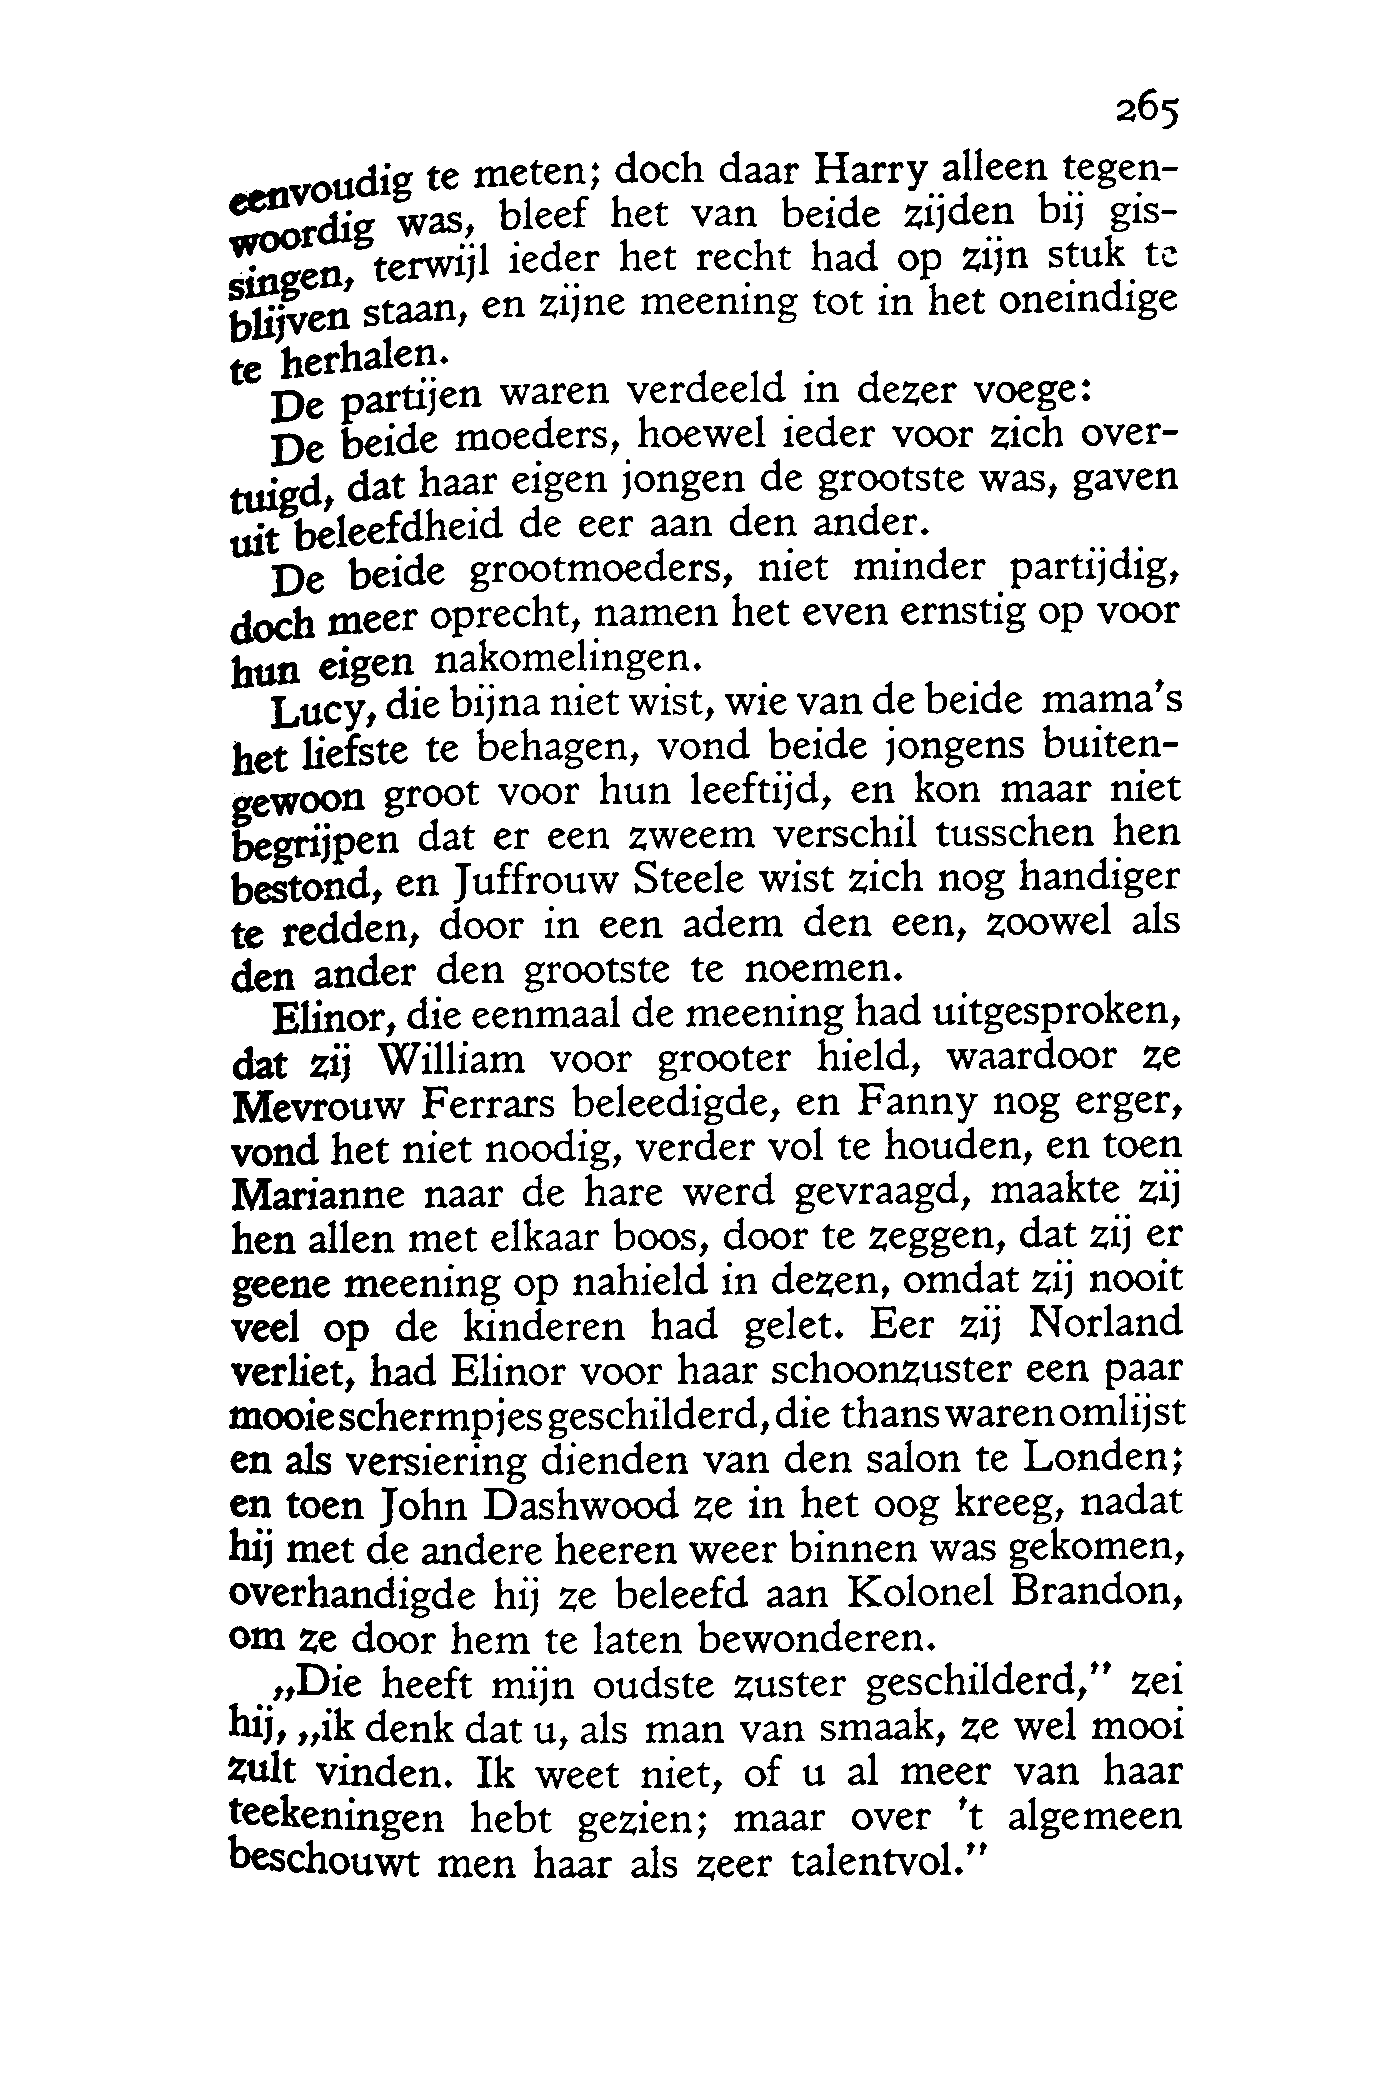 265
eenvoudig te meten; doch daar Harry alleen tegen-
woordig was, bleef het van beide zijden bij gis-
singen, terwijl ieder het recht had op zijn stuk te
blijven staan, en zijne meening tot in het oneindige
te herhalen.
De partijen waren verdeeld in dezer voege:
De beide moeders, hoewel ieder voor zich over-
tuigd, dat haar eigen jongen de grootste was, gaven
uit beleefdheid de eer aan den ander.
De beide grootmoeders, niet minder partijdig,
doch meer oprecht, namen het even ernstig op voor
hun eigen nakomelingen.
Lucy, die bijna niet wist, wie van de beide mama's
het liefste te behagen, vond beide jongens buiten-
gewoon groot voor hun leeftijd, en kon maar niet
begrijpen dat er een zweem verschil tusschen hen
bestond, en Juffrouw Steele wist zich nog handiger
te redden, door in een adem den een, zoowel als
den ander den grootste te noemen.
Elinor, die eenmaal de meening had uitgesproken,
dat zij William voor grooter hield, waardoor ze
Mevrouw Ferrars beleedigde, en Fanny nog erger,
vond het niet noodig, verder vol te houden, en toen
Marianne naar de hare werd gevraagd, maakte zij
hen allen met elkaar boos, door te zeggen, dat zij er
geene meening op nahield in dezen, omdat zij nooit
veel op de kinderen had gelet. Eer zij Norland
verliet, had Elinor voor haar schoonzuster een paar
mooie schermpjes geschilderd, die thans waren omlijst
en als versiering dienden van den salon te Londen;
en toen John Dashwood ze in het oog kreeg, nadat
hij met de andere heeren weer binnen was gekomen,
overhandigde hij ze beleefd aan Kolonel Brandon,
om ze door hem te laten bewonderen.
„Die heeft mijn oudste zuster geschilderd,” zei
hij, „ik denk dat u, als man van smaak, ze wel mooi
zult vinden. Ik weet niet, of u al meer van haar
teekeningen hebt gezien; maar over 't algemeen
beschouwt men haar als zeer talentvol.”